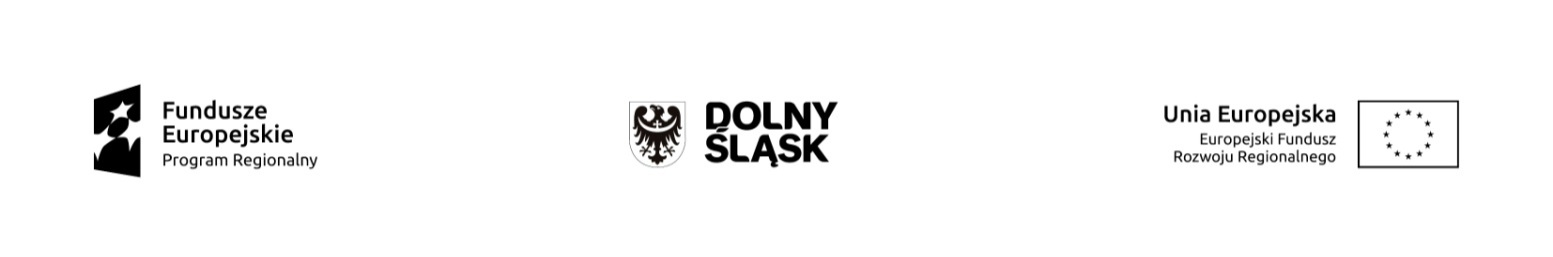 Fundusze
Europejskie
Program Regionalny
DOLNY
ŚLĄSK
Unia Europejska
Europejski Fundusz
Rozwoju Regionalnego